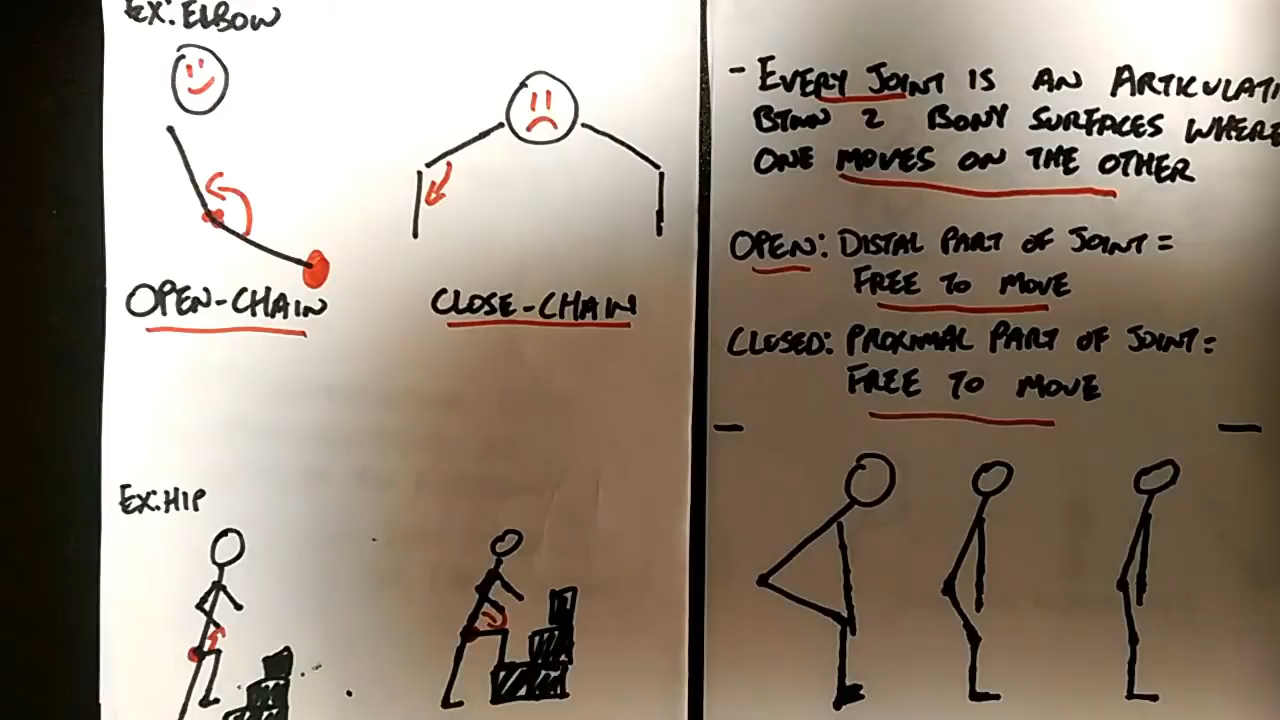 EX: ELBOW
OPEN-CHAIN
CLOSE-CHAIN
EX: HIP
- EVERY JOINT IS AN ARTICULATI
BTWN 2 BONY SURFACES WHERE
ONE MOVES ON THE OTHER
OPEN: DISTAL PART OF JOINT =
FREE TO MOVE
CLOSED: PROXIMAL PART OF JOINT =
FREE TO MOVE